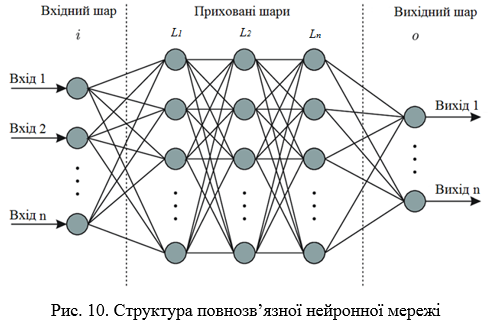 Вхідний шар
Приховані шари
Вихідний шар
i
L1
L2
Ln
o
Вхід 1
Вхід 2
Вхід n
Вихід 1
Вихід n
Рис. 10. Структура повнозв’язної нейронної мережі